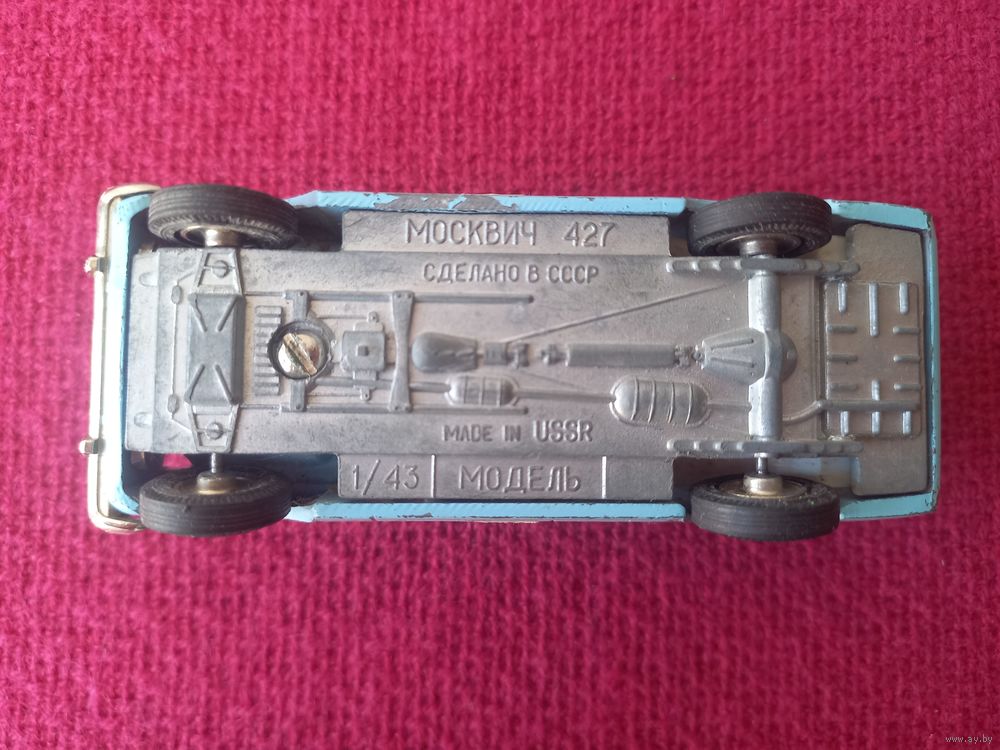 МОСКВИЧ 427
СДЕЛАНО В СССР
MADE IN USSR
1/43 МОДЕЛЬ
www.ay.by